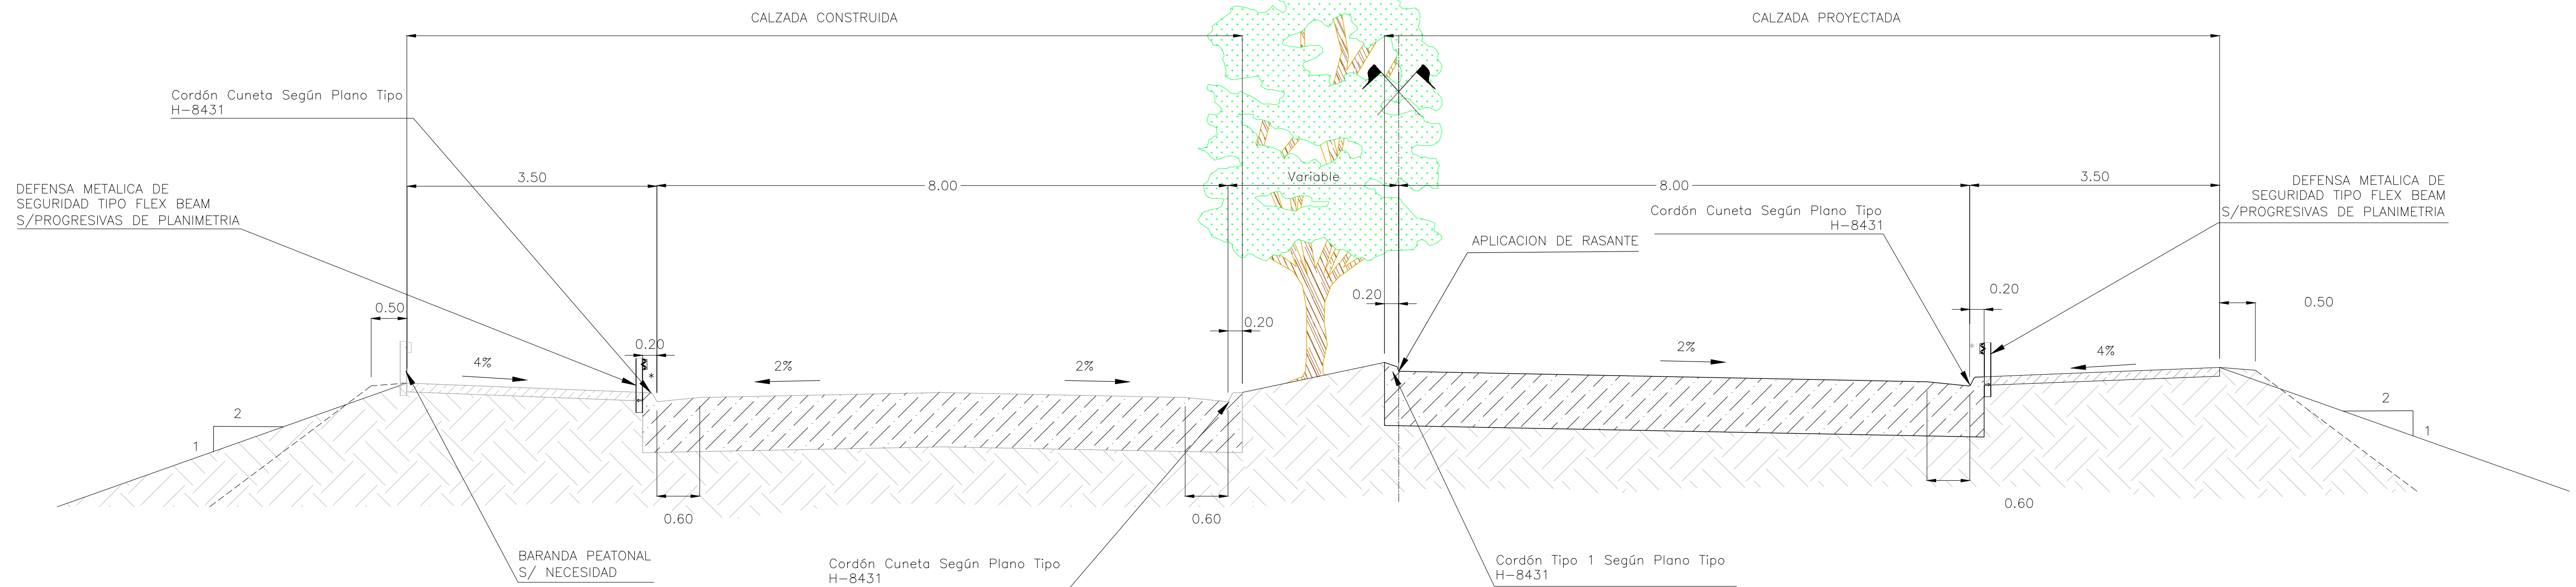 CALZADA CONSTRUIDA
CALZADA PROYECTADA
Cordón Cuneta Según Plano Tipo
H-8431
DEFENSA METALICA DE
SEGURIDAD TIPO FLEX BEAM
S/PROGRESIVAS DE PLANIMETRIA
3.50
8.00
Variable
8.00
3.50
DEFENSA METALICA DE
SEGURIDAD TIPO FLEX BEAM
S/PROGRESIVAS DE PLANIMETRIA
Cordón Cuneta Según Plano Tipo
H-8431
APLICACION DE RASANTE
0.50
0.20
0.20
0.20
0.20
0.50
4%
*
2%
2%
2%
4%
2
1
2
1
0.60
0.60
0.60
BARANDA PEATONAL
S/ NECESIDAD
Cordón Cuneta Según Plano Tipo
H-8431
Cordón Tipo 1 Según Plano Tipo
H-8431